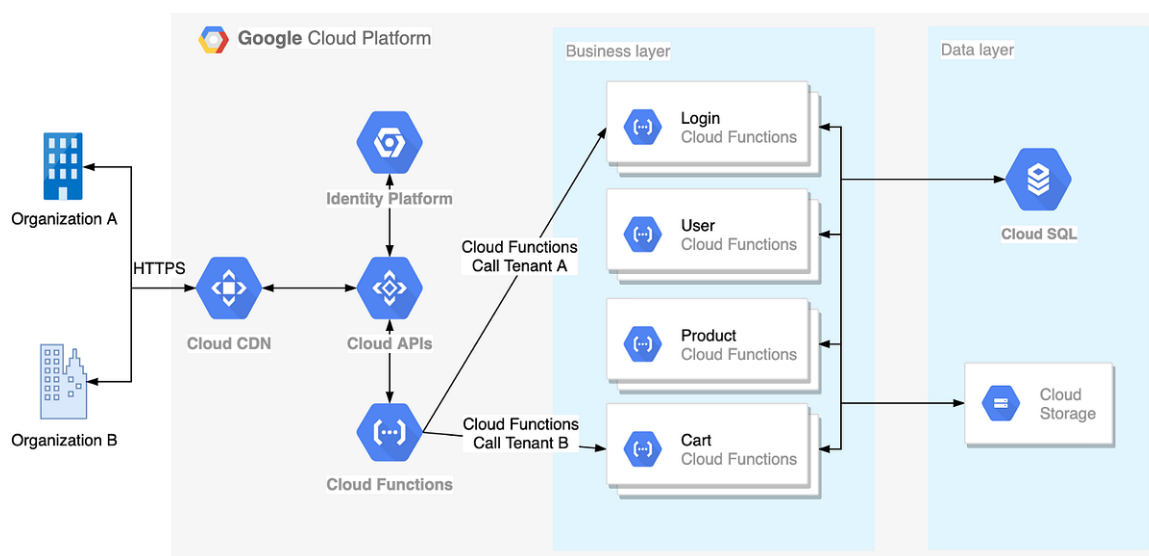 Google Cloud Platform
Business layer
Data layer
Login
Cloud Functions
Identity Platform
Organization A
User
Cloud Functions
Cloud SQL
Cloud Functions
Call Tenant A
HTTPS
Cloud CDN
Cloud APIs
Product
Cloud Functions
Cloud
Storage
Organization B
Cloud Functions
Call Tenant B
Cart
Cloud Functions
Cloud Functions